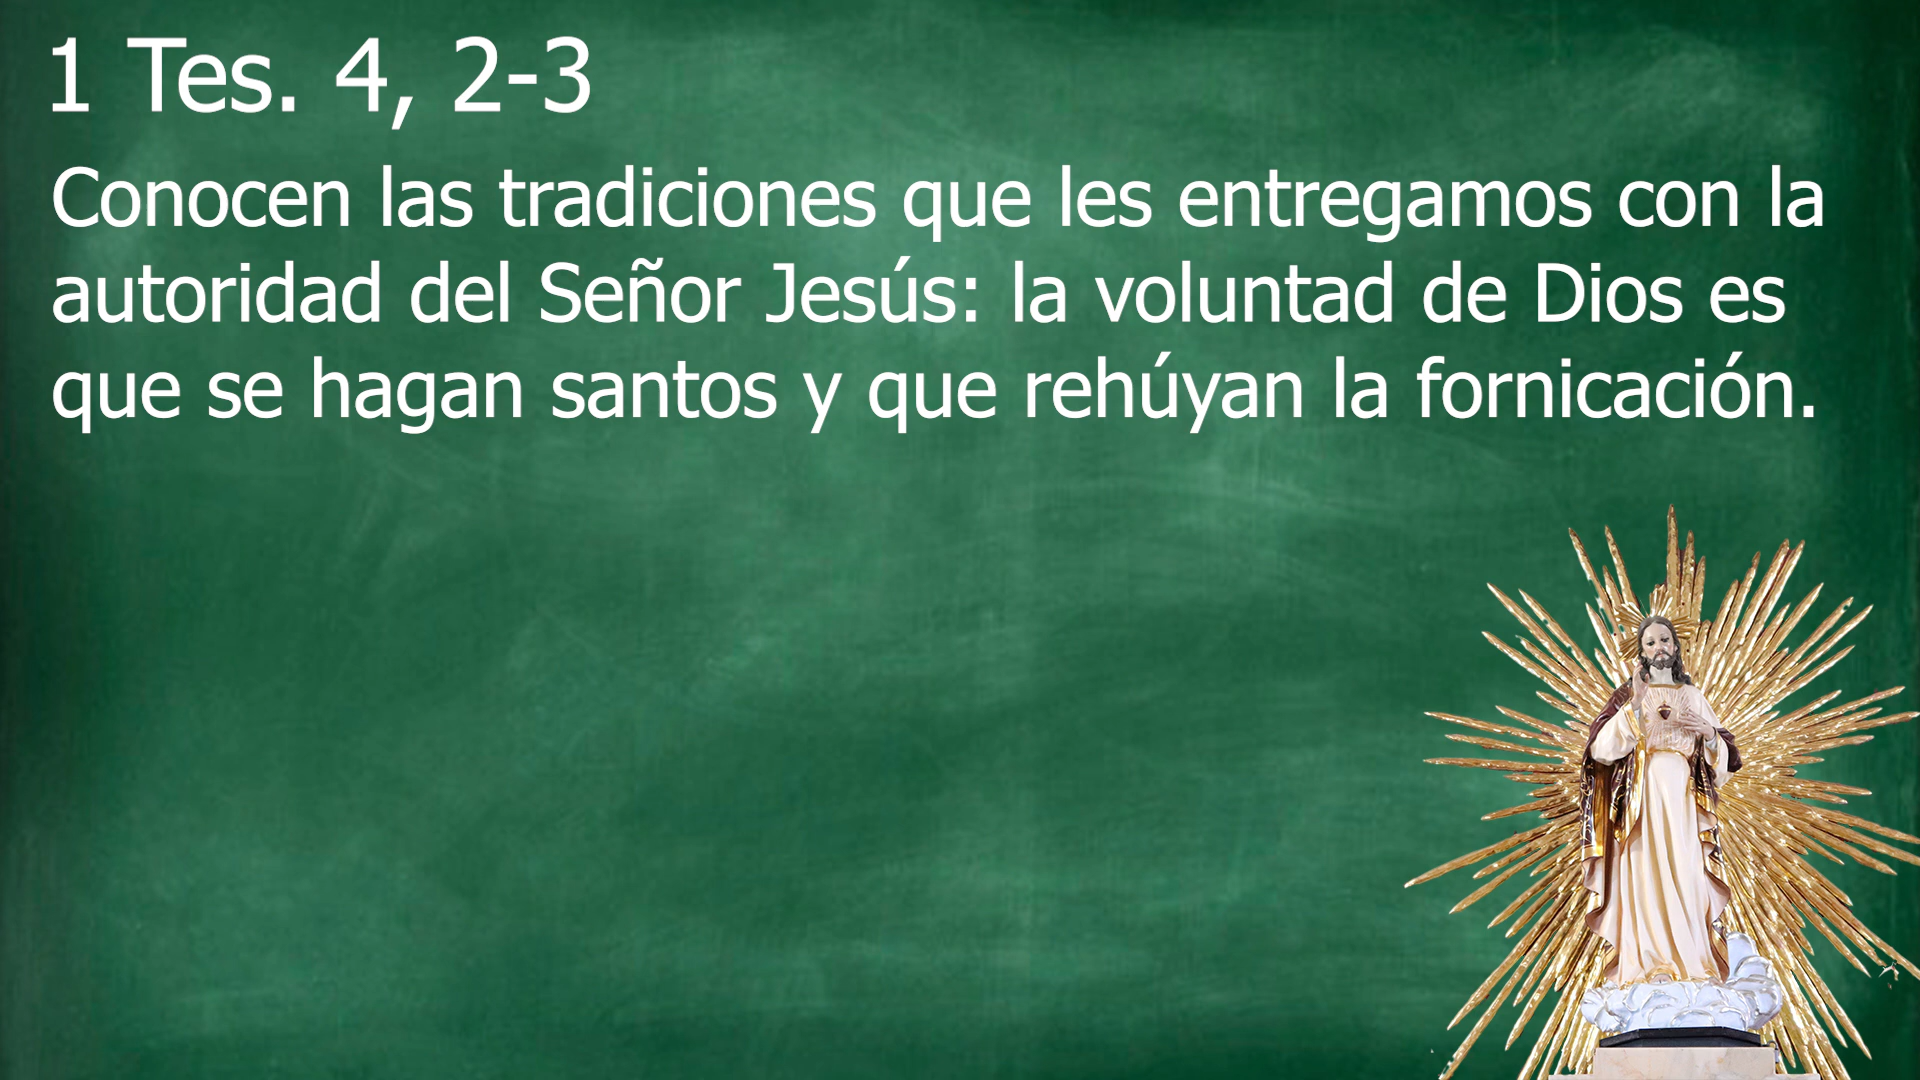 1 Tes. 4, 2-3
Conocen las tradiciones que les entregamos con la
autoridad del Señor Jesús: la voluntad de Dios es
que se hagan santos y que rehúyan la fornicación.